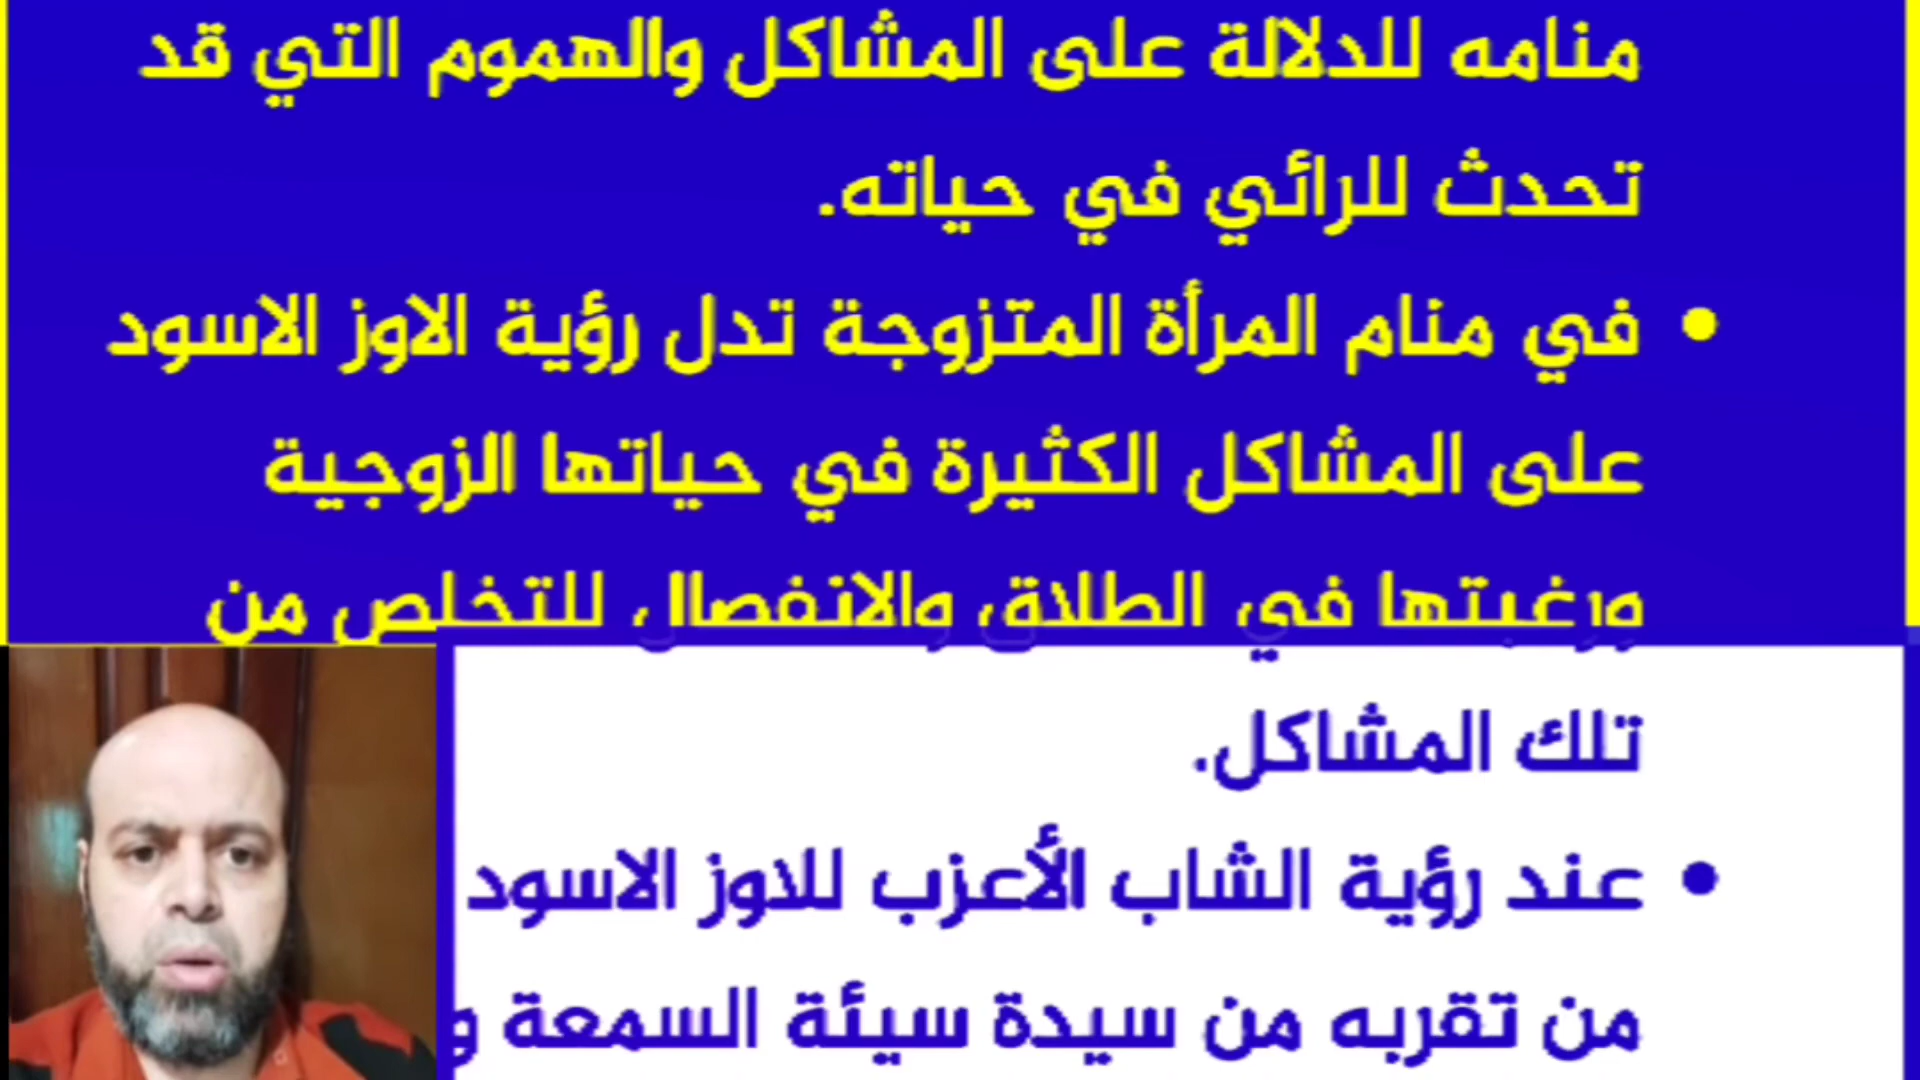 منامه للدلالة على المشاكل والهموم التي قد
تحدث للرائي في حياته.
• في منام المرأة المتزوجة تدل رؤية الاوز الاسود
على المشاكل الكثيرة في حياتها الزوجية
ورغبتها في الطلاق والانفصال للتخلص من
تلك المشاكل.
• عند رؤية الشاب الأعزب للاوز الاسود
من تقربه من سيدة سيئة السمعة و